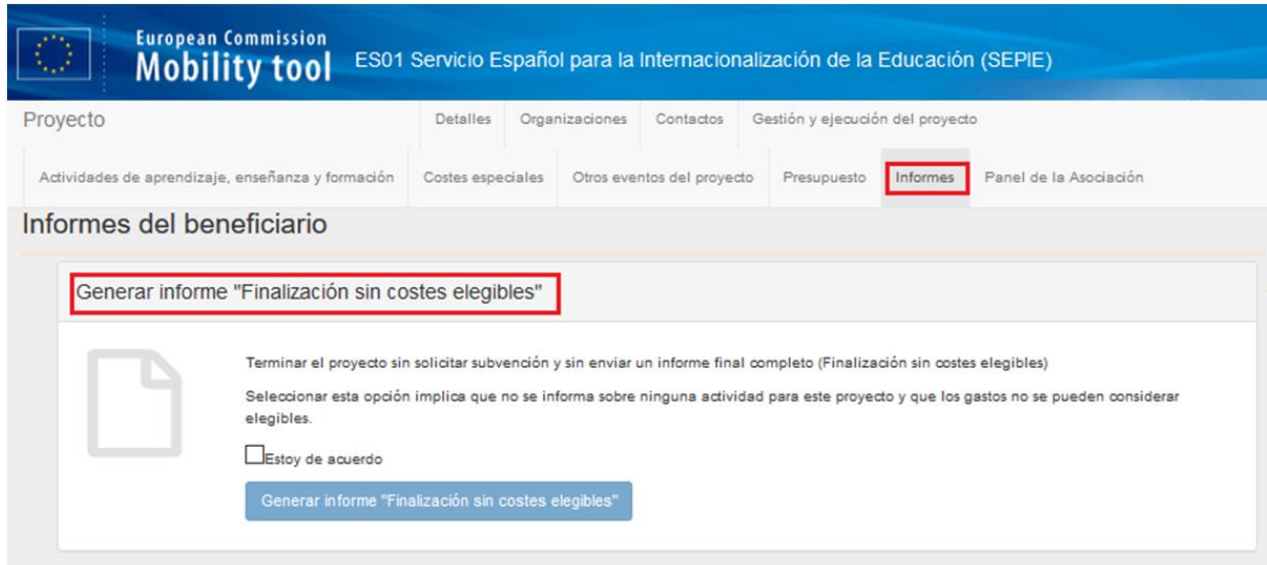 European Commission
Mobility tool
ES01 Servicio Español para la Internacionalización de la Educación (SEPIE)
Proyecto
Detalles
Organizaciones
Contactos
Gestión y ejecución del proyecto
Actividades de aprendizaje, enseñanza y formación
Costes especiales
Otros eventos del proyecto
Presupuesto
Informes
Panel de la Asociación
Informes del beneficiario
Generar informe "Finalización sin costes elegibles"
Terminar el proyecto sin solicitar subvención y sin enviar un informe final completo (Finalización sin costes elegibles)
Seleccionar esta opción implica que no se informa sobre ninguna actividad para este proyecto y que los gastos no se pueden considerar
elegibles.
Estoy de acuerdo
Generar informe "Finalización sin costes elegibles"